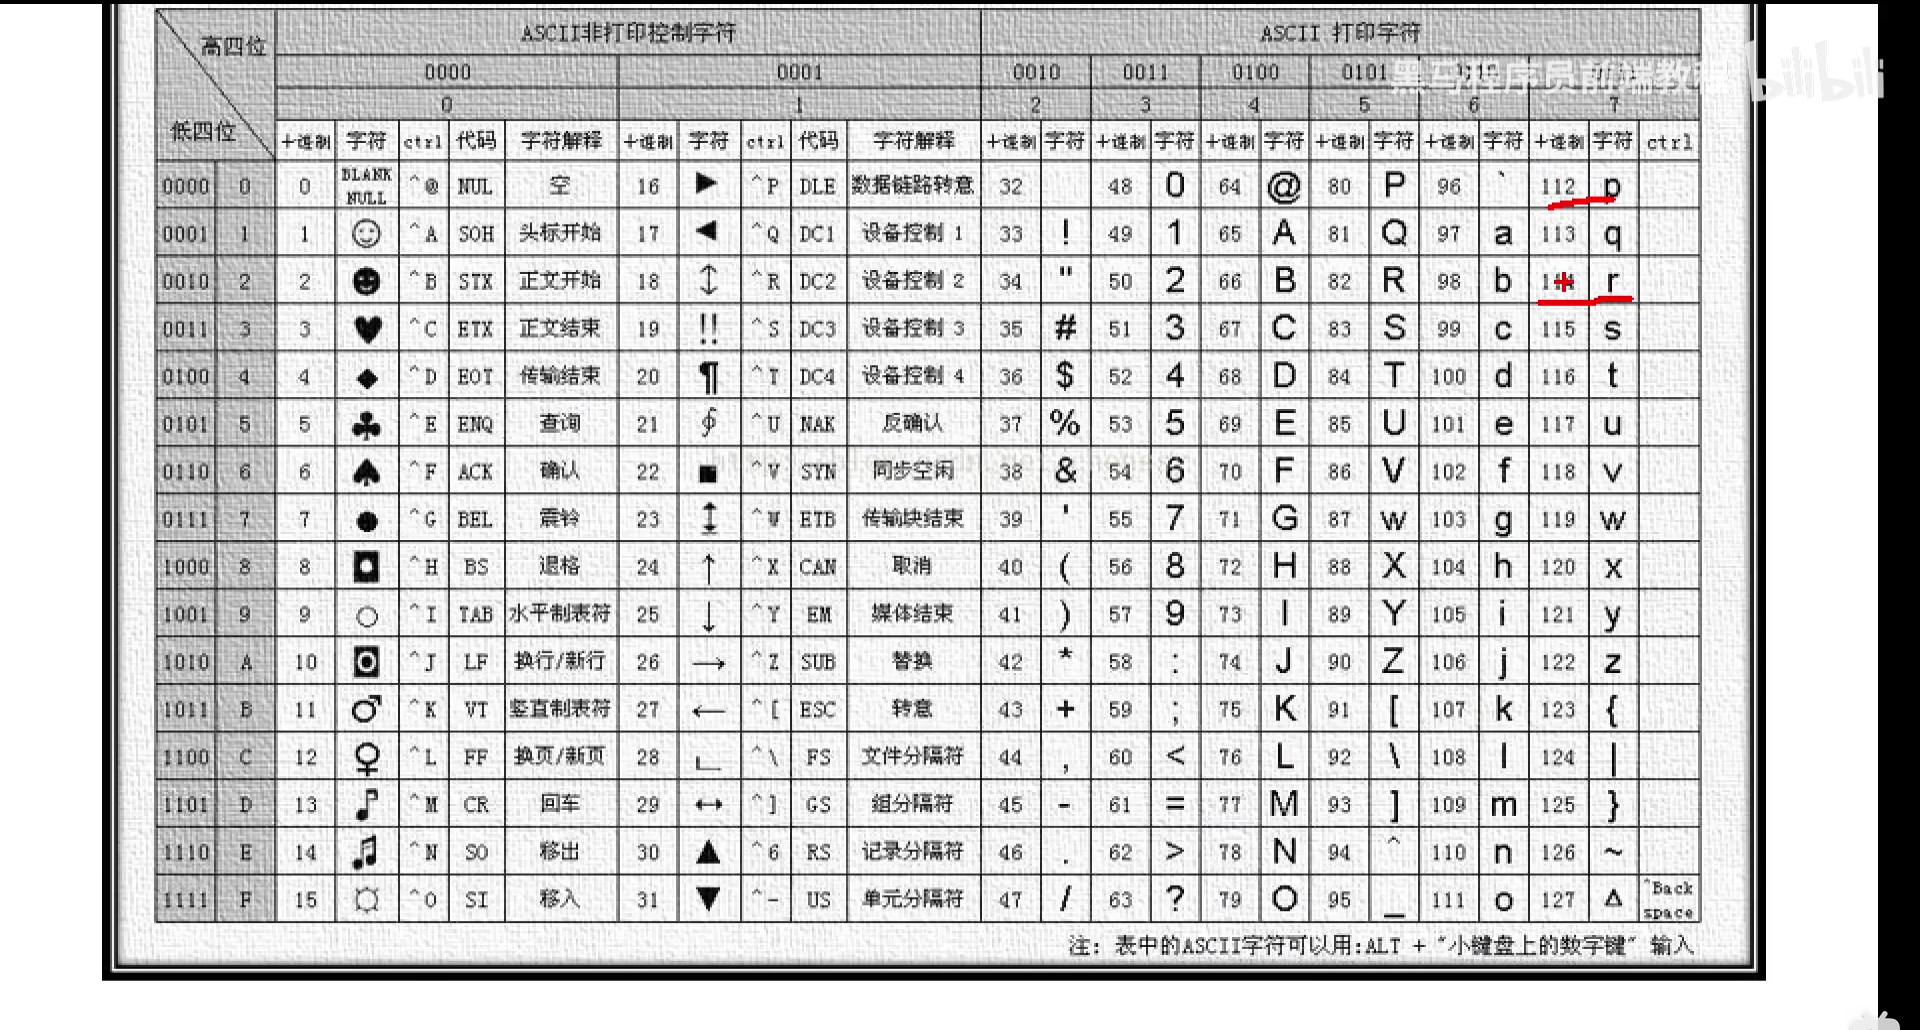 高四位
ASCII非打印控制字符 ASCII 打印字符
0000 0001 0010 0011 0100 0101
黑马程序员前端教程 bilibili
0 1 2 3 4 5 6 7
低四位
十进制 字符 ctrl 代码 字符解释 十进制 字符 ctrl 代码 字符解释 十进制 字符 十进制 字符 十进制 字符 十进制 字符 十进制 字符 十进制 字符 ctrl
0000 0 0 BLANK NULL ^@ NUL 空 16 ► ^P DLE 数据链路转意 32 48 0 64 @ 80 P 96 ` 112 p
0001 1 1 ☺ ^A SOH 头标开始 17 ◄ ^Q DC1 设备控制 1 33 ! 49 1 65 A 81 Q 97 a 113 q
0010 2 2 ☻ ^B STX 正文开始 18 ↕ ^R DC2 设备控制 2 34 " 50 2 66 B 82 R 98 b r
0011 3 3 ♥ ^C ETX 正文结束 19 ‼ ^S DC3 设备控制 3 35 # 51 3 67 C 83 S 99 c 115 s
0100 4 4 ♦ ^D EOT 传输结束 20 ¶ ^T DC4 设备控制 4 36 $ 52 4 68 D 84 T 100 d 116 t
0101 5 5 ♣ ^E ENQ 查询 21 ∮ ^U NAK 反确认 37 % 53 5 69 E 85 U 101 e 117 u
0110 6 6 ♠ ^F ACK 确认 22 ■ ^V SYN 同步空闲 38 & 54 6 70 F 86 V 102 f 118 v
0111 7 7 ● ^G BEL 震铃 23 ↨ ^W ETB 传输块结束 39 ' 55 7 71 G 87 w 103 g 119 w
1000 8 8 ◘ ^H BS 退格 24 ↑ ^X CAN 取消 40 ( 56 8 72 H 88 X 104 h 120 x
1001 9 9 ○ ^I TAB 水平制表符 25 ↓ ^Y EM 媒体结束 41 ) 57 9 73 I 89 Y 105 i 121 y
1010 A 10 ◙ ^J LF 换行/新行 26 → ^Z SUB 替换 42 * 58 : 74 J 90 Z 106 j 122 z
1011 B 11 ♂ ^K VT 竖直制表符 27 ← ^[ ESC 转意 43 + 59 ; 75 K 91 [ 107 k 123 {
1100 C 12 ♀ ^L FF 换页/新页 28 ∟ ^\ FS 文件分隔符 44 , 60 < 76 L 92 \ 108 l 124 |
1101 D 13 ♪ ^M CR 回车 29 ↔ ^] GS 组分隔符 45 - 61 = 77 M 93 ] 109 m 125 }
1110 E 14 ♫ ^N SO 移出 30 ▲ ^6 RS 记录分隔符 46 . 62 > 78 N 94 ^ 110 n 126 ~
1111 F 15 ☼ ^O SI 移入 31 ▼ ^- US 单元分隔符 47 / 63 ? 79 O 95 _ 111 o 127 Δ ^Back space
注: 表中的ASCII字符可以用:ALT + "小键盘上的数字键" 输入